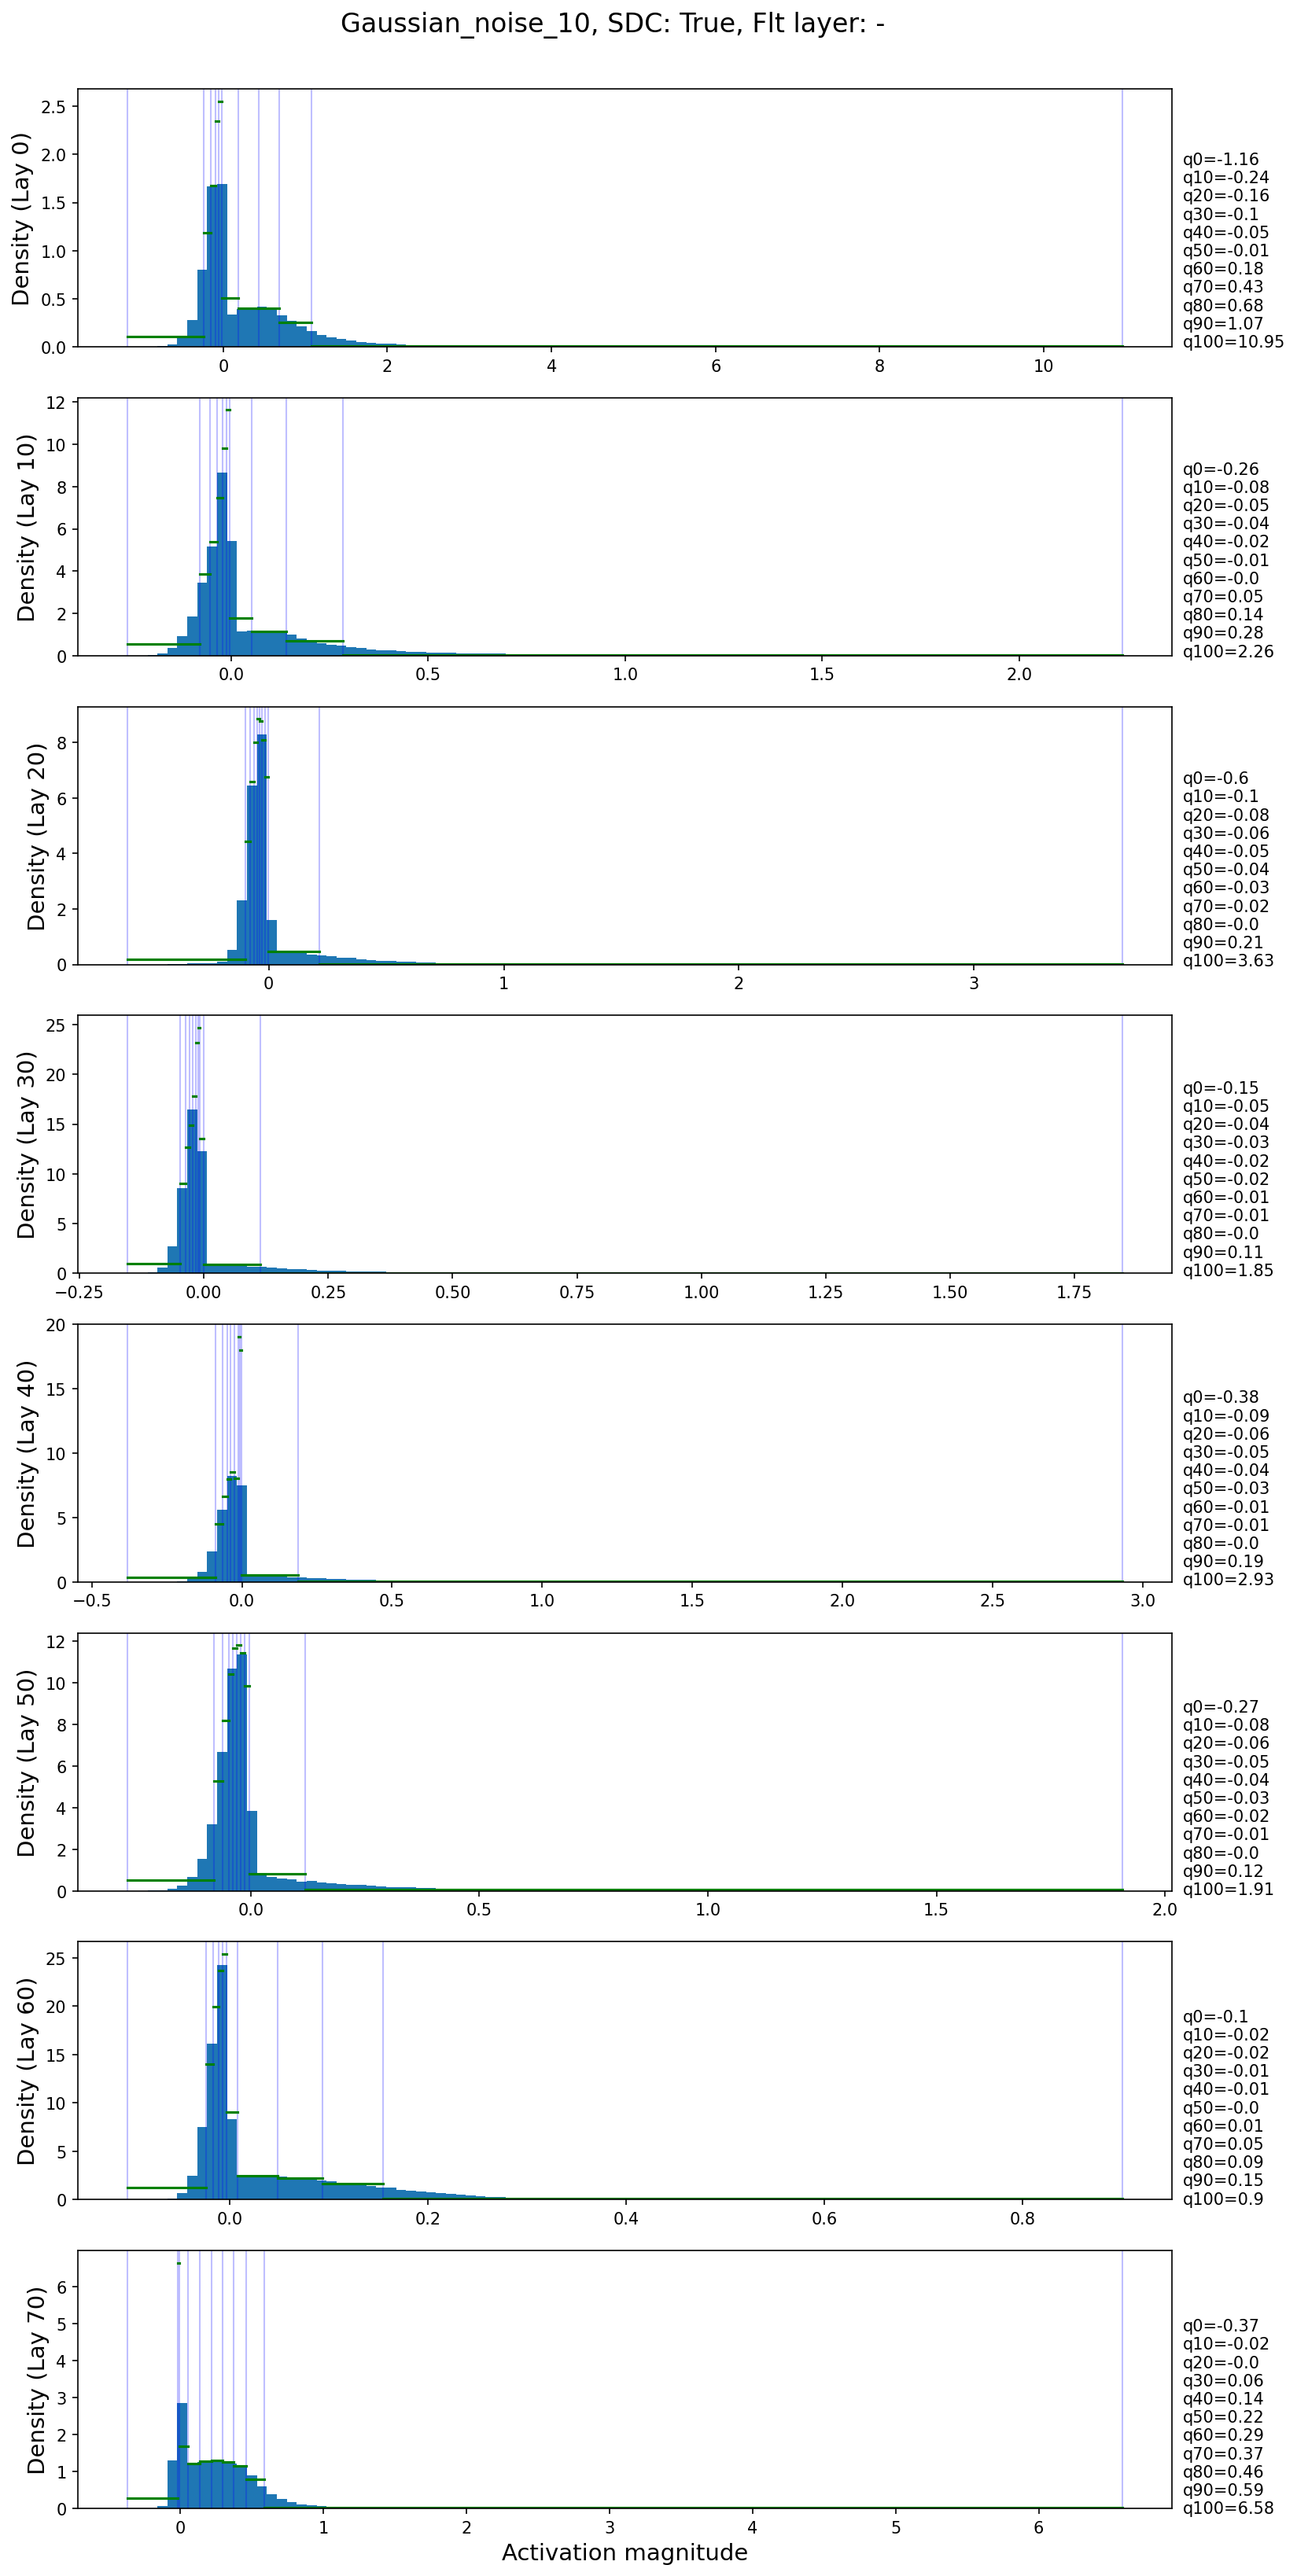 Gaussian_noise_10, SDC: True, Flt layer: -
Density (Lay 0)
2.5
2.0
1.5
1.0
0.5
0.0
0 2 4 6 8 10
q0=-1.16
q10=-0.24
q20=-0.16
q30=-0.1
q40=-0.05
q50=-0.01
q60=0.18
q70=0.43
q80=0.68
q90=1.07
q100=10.95
Density (Lay 10)
12
10
8
6
4
2
0
0.0 0.5 1.0 1.5 2.0
q0=-0.26
q10=-0.08
q20=-0.05
q30=-0.04
q40=-0.02
q50=-0.01
q60=-0.0
q70=0.05
q80=0.14
q90=0.28
q100=2.26
Density (Lay 20)
8
6
4
2
0
0 1 2 3
q0=-0.6
q10=-0.1
q20=-0.08
q30=-0.06
q40=-0.05
q50=-0.04
q60=-0.03
q70=-0.02
q80=-0.0
q90=0.21
q100=3.63
Density (Lay 30)
25
20
15
10
5
0
−0.25 0.00 0.25 0.50 0.75 1.00 1.25 1.50 1.75
q0=-0.15
q10=-0.05
q20=-0.04
q30=-0.03
q40=-0.02
q50=-0.02
q60=-0.01
q70=-0.01
q80=-0.0
q90=0.11
q100=1.85
Density (Lay 40)
20
15
10
5
0
−0.5 0.0 0.5 1.0 1.5 2.0 2.5 3.0
q0=-0.38
q10=-0.09
q20=-0.06
q30=-0.05
q40=-0.04
q50=-0.03
q60=-0.01
q70=-0.01
q80=-0.0
q90=0.19
q100=2.93
Density (Lay 50)
12
10
8
6
4
2
0
0.0 0.5 1.0 1.5 2.0
q0=-0.27
q10=-0.08
q20=-0.06
q30=-0.05
q40=-0.04
q50=-0.03
q60=-0.02
q70=-0.01
q80=-0.0
q90=0.12
q100=1.91
Density (Lay 60)
25
20
15
10
5
0
0.0 0.2 0.4 0.6 0.8
q0=-0.1
q10=-0.02
q20=-0.02
q30=-0.01
q40=-0.01
q50=-0.0
q60=0.01
q70=0.05
q80=0.09
q90=0.15
q100=0.9
Density (Lay 70)
6
5
4
3
2
1
0
0 1 2 3 4 5 6
q0=-0.37
q10=-0.02
q20=-0.0
q30=0.06
q40=0.14
q50=0.22
q60=0.29
q70=0.37
q80=0.46
q90=0.59
q100=6.58
Activation magnitude